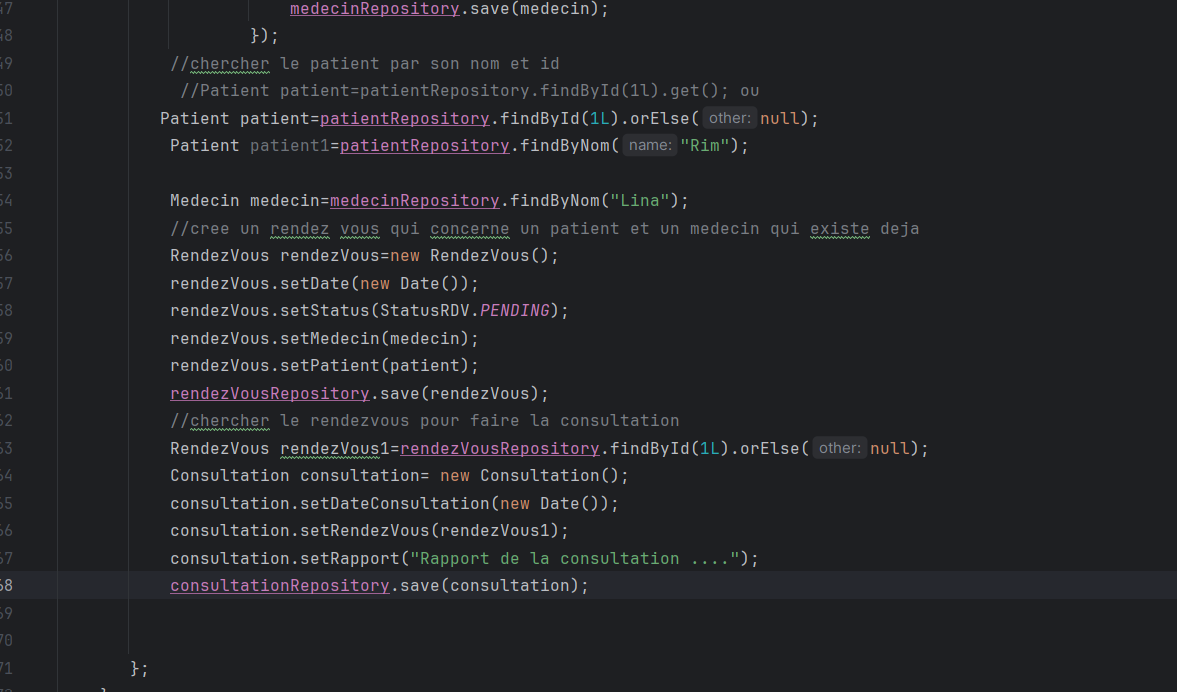 47 medecinRepository.save(medecin);
48 });
49 //chercher le patient par son nom et id
50 //Patient patient=patientRepository.findById(1l).get(); ou
51 Patient patient=patientRepository.findById(1L).orElse( other: null);
52 Patient patient1=patientRepository.findByNom( name: "Rim");
53
54 Medecin medecin=medecinRepository.findByNom("Lina");
55 //cree un rendez vous qui concerne un patient et un medecin qui existe deja
56 RendezVous rendezVous=new RendezVous();
57 rendezVous.setDate(new Date());
58 rendezVous.setStatus(StatusRDV.PENDING);
59 rendezVous.setMedecin(medecin);
60 rendezVous.setPatient(patient);
61 rendezVousRepository.save(rendezVous);
62 //chercher le rendezvous pour faire la consultation
63 RendezVous rendezVous1=rendezVousRepository.findById(1L).orElse( other: null);
64 Consultation consultation= new Consultation();
65 consultation.setDateConsultation(new Date());
66 consultation.setRendezVous(rendezVous1);
67 consultation.setRapport("Rapport de la consultation ....");
68 consultationRepository.save(consultation);
69
70
71 };